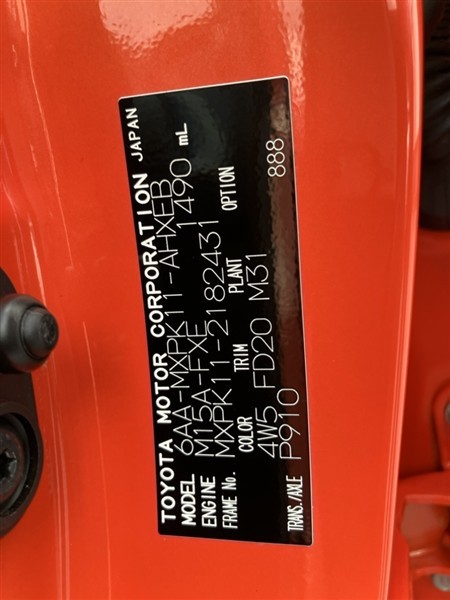 TOYOTA MOTOR CORPORATION JAPAN
MODEL 6AA-MXPK11-AHXEB
ENGINE M15A-FXE 1490 mL
FRAME No. MXPK11-2182431
COLOR TRIM PLANT OPTION
4W5 FD20 M31 888
TRANS./AXLE P910